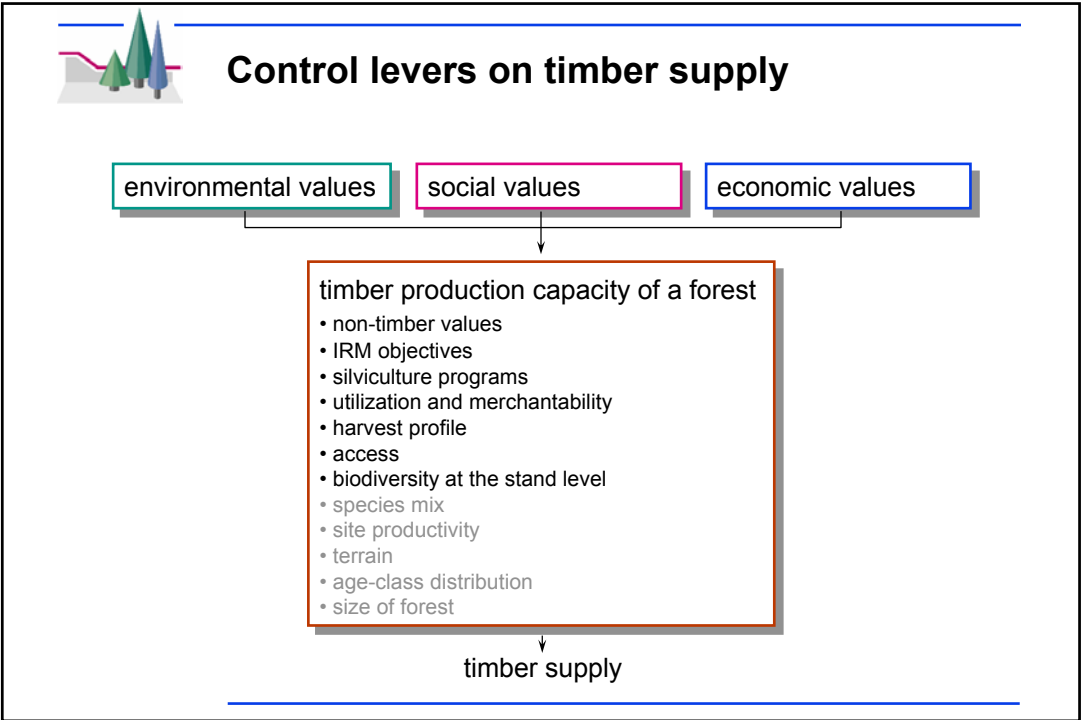 Control levers on timber supply
environmental values
social values
economic values
timber production capacity of a forest
• non-timber values
• IRM objectives
• silviculture programs
• utilization and merchantability
• harvest profile
• access
• biodiversity at the stand level
• species mix
• site productivity
• terrain
• age-class distribution
• size of forest
timber supply